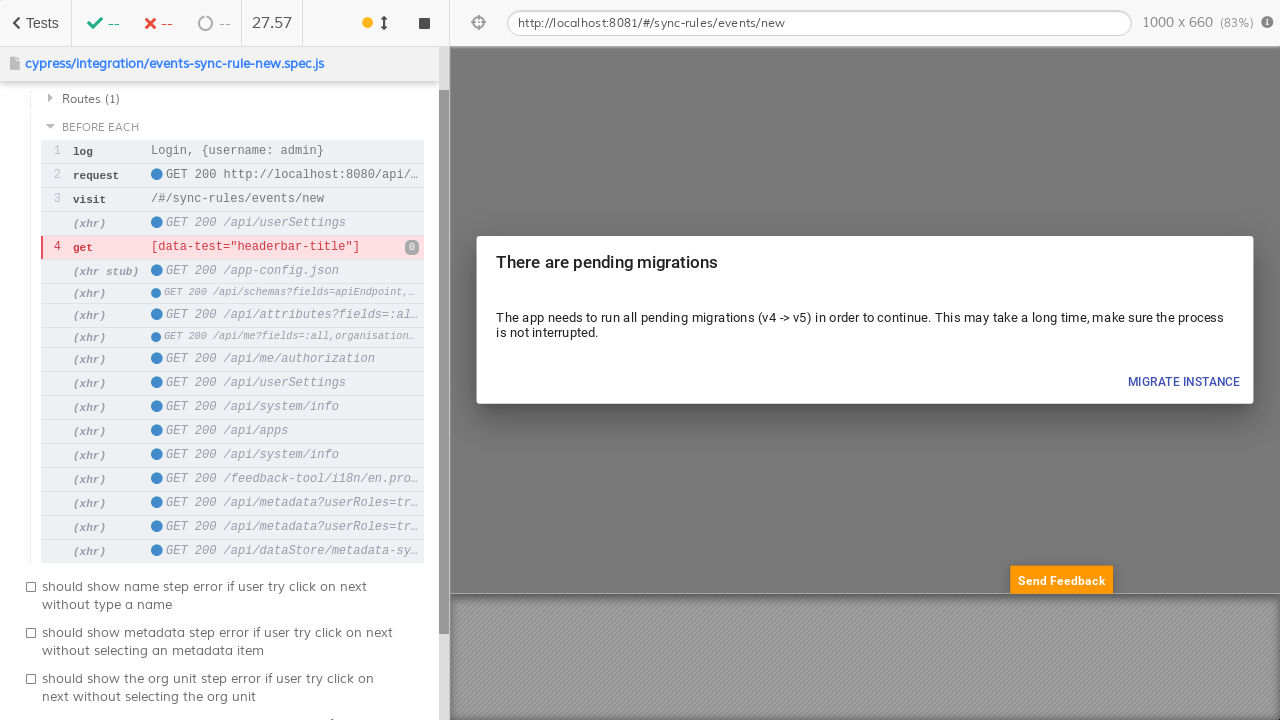 Tests
--
--
--
27.57
http://localhost:8081/#/sync-rules/events/new
1000 x 660 (83%)
cypress/integration/events-sync-rule-new.spec.js
Routes (1)
BEFORE EACH
1 log Login, {username: admin}
2 request GET 200 http://localhost:8080/api/…
3 visit /#/sync-rules/events/new
(xhr) GET 200 /api/userSettings
4 get [data-test="headerbar-title"] 0
(xhr stub) GET 200 /app-config.json
(xhr) GET 200 /api/schemas?fields=apiEndpoint,…
(xhr) GET 200 /api/attributes?fields=:al…
(xhr) GET 200 /api/me?fields=:all,organisation…
(xhr) GET 200 /api/me/authorization
(xhr) GET 200 /api/userSettings
(xhr) GET 200 /api/system/info
(xhr) GET 200 /api/apps
(xhr) GET 200 /api/system/info
(xhr) GET 200 /feedback-tool/i18n/en.pro…
(xhr) GET 200 /api/metadata?userRoles=tr…
(xhr) GET 200 /api/metadata?userRoles=tr…
(xhr) GET 200 /api/dataStore/metadata-sy…
should show name step error if user try click on next
without type a name
should show metadata step error if user try click on next
without selecting an metadata item
should show the org unit step error if user try click on
next without selecting the org unit
There are pending migrations
The app needs to run all pending migrations (v4 -> v5) in order to continue. This may take a long time, make sure the process
is not interrupted.
MIGRATE INSTANCE
Send Feedback